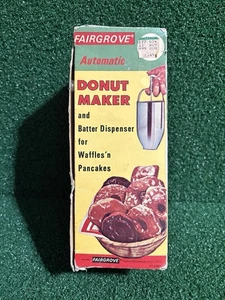 FAIRGROVE
Automatic
DONUT
MAKER
and
Batter Dispenser
for
Waffles'n
Pancakes
FAIRGROVE